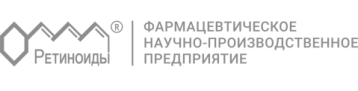 Ретиноиды®
ФАРМАЦЕВТИЧЕСКОЕ
НАУЧНО-ПРОИЗВОДСТВЕННОЕ
ПРЕДПРИЯТИЕ